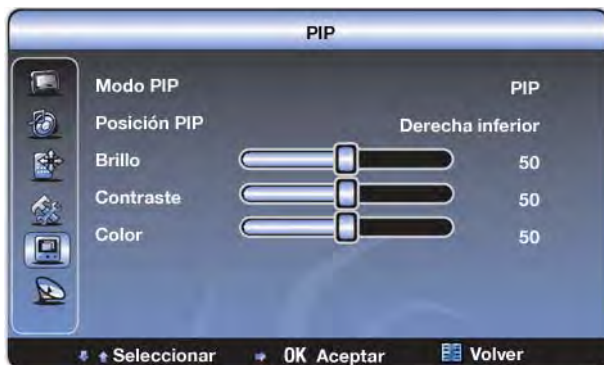 PIP
Modo PIP PIP
Posición PIP Derecha inferior
Brillo 50
Contraste 50
Color 50
Seleccionar OK Aceptar Volver